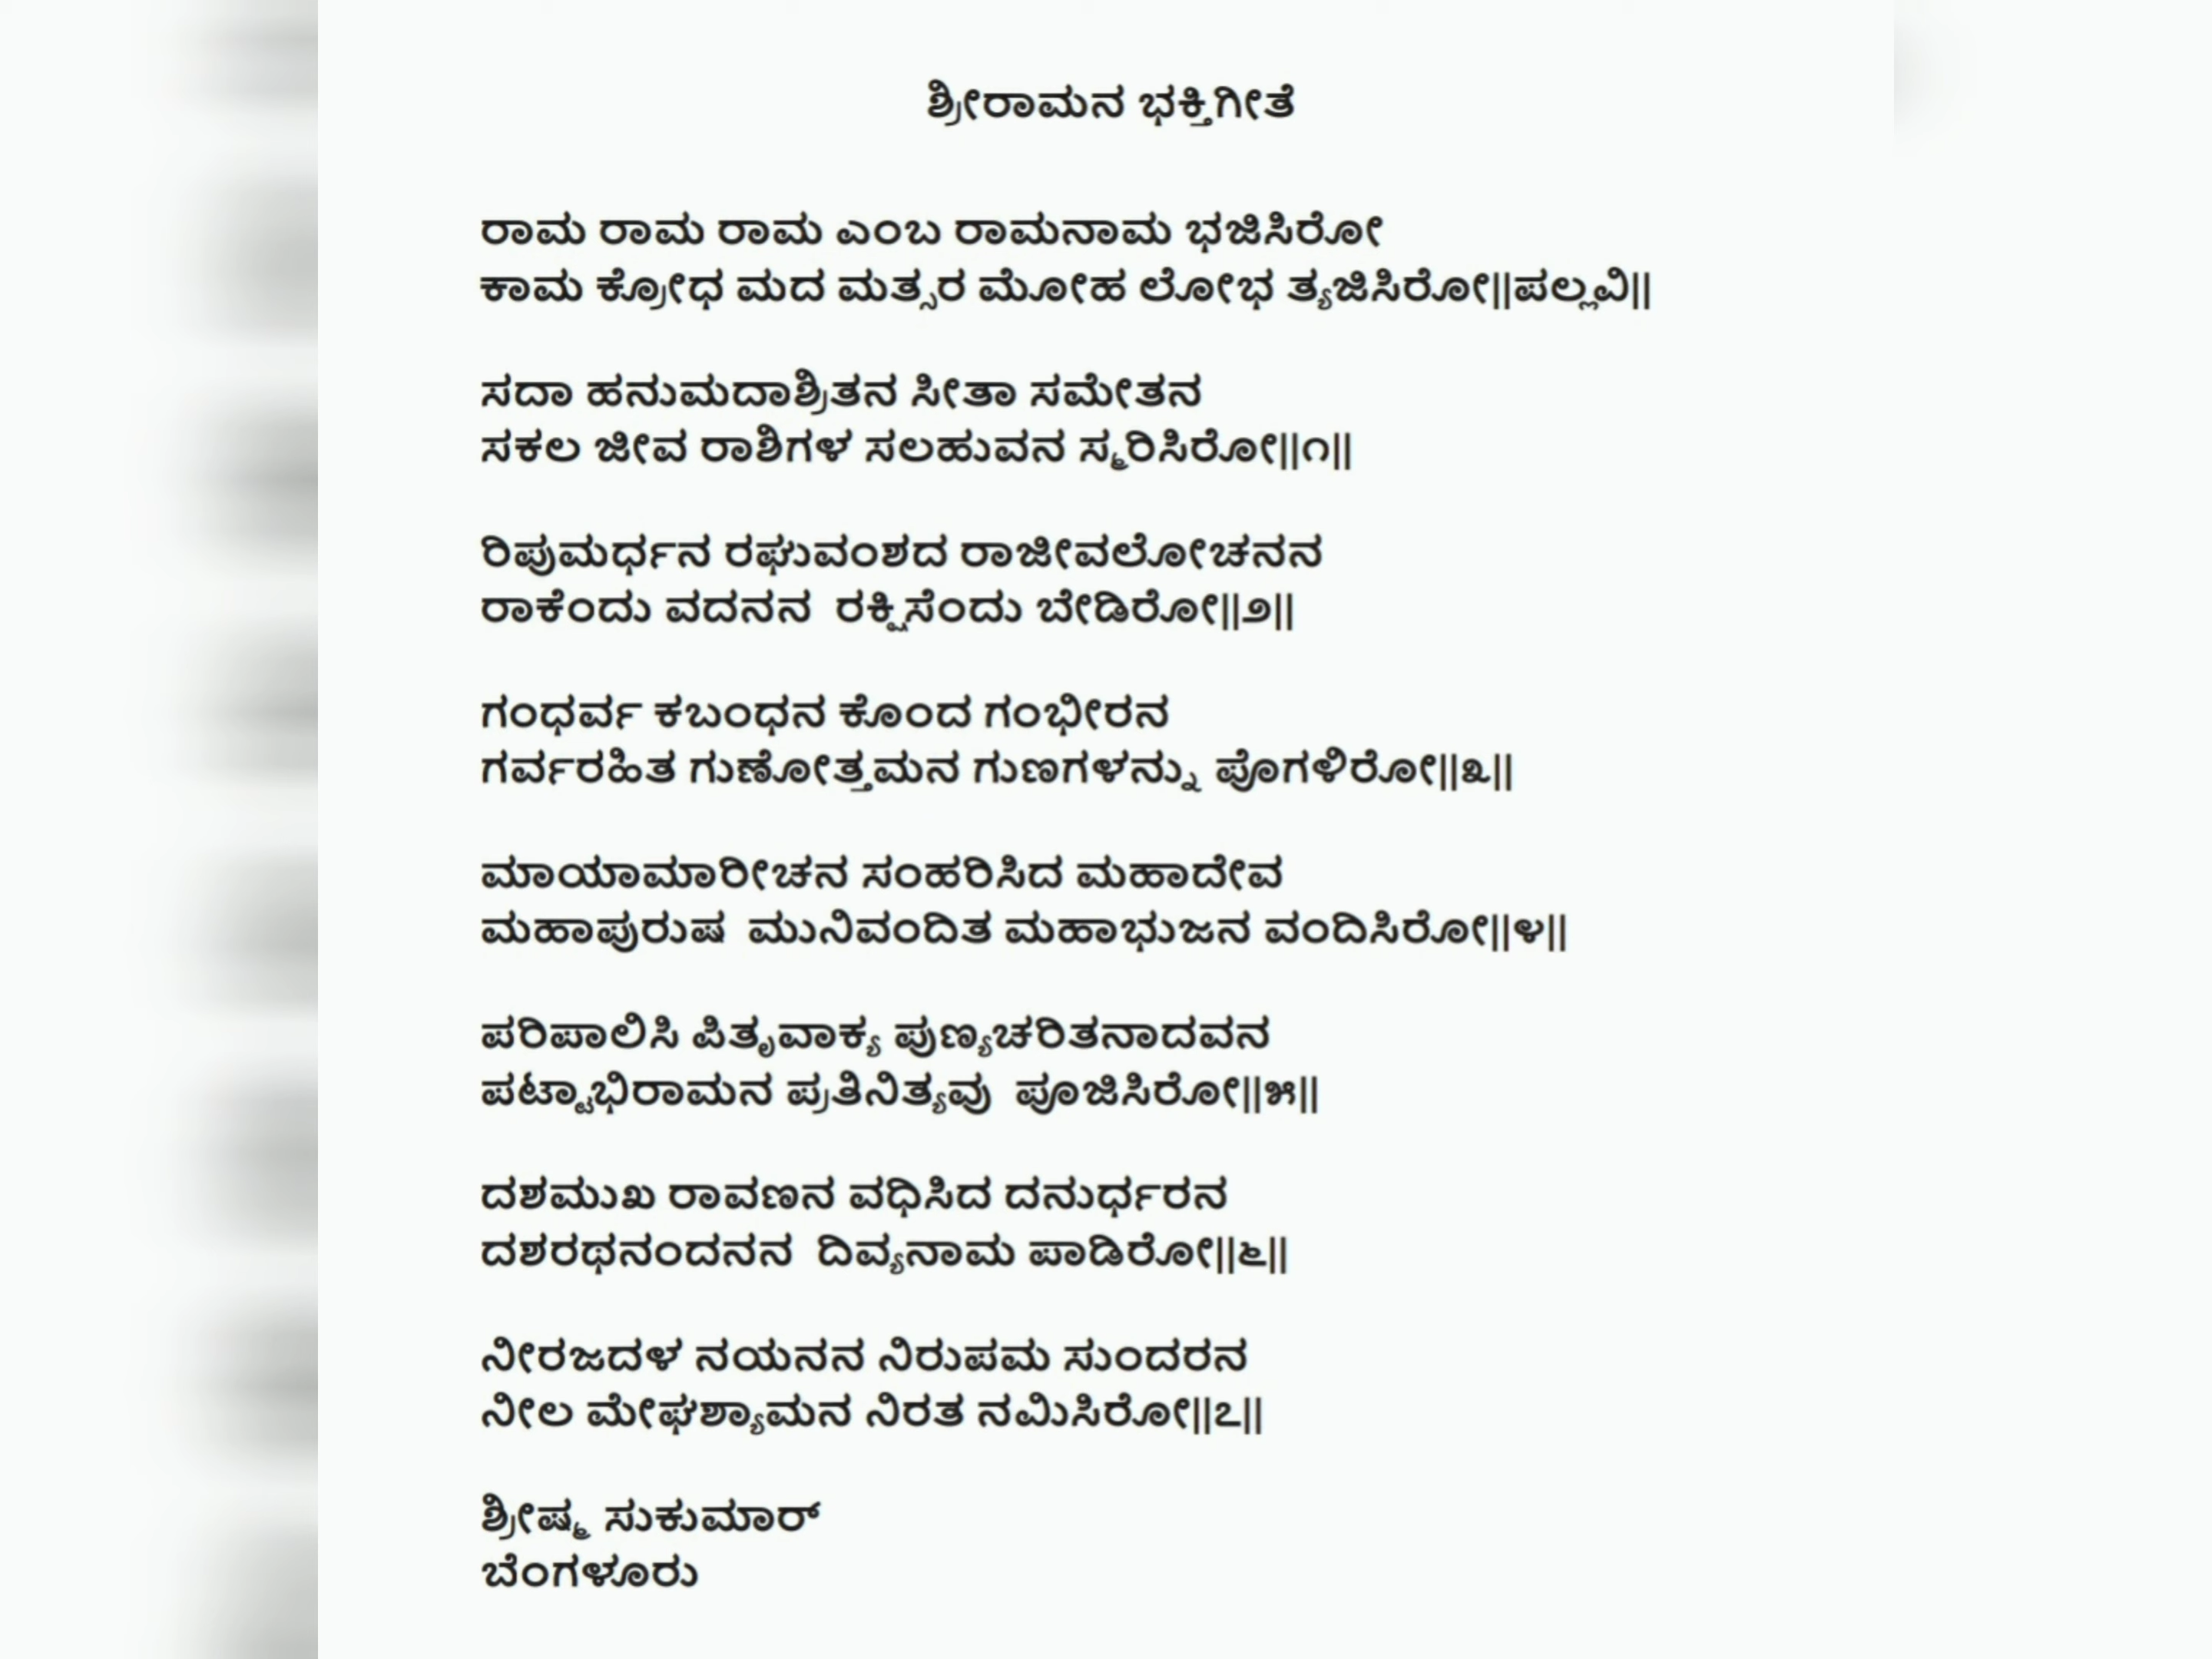 ಶ್ರೀರಾಮನ ಭಕ್ತಿಗೀತೆ
ರಾಮ ರಾಮ ರಾಮ ಎಂಬ ರಾಮನಾಮ ಭಜಿಸಿರೋ
ಕಾಮ ಕ್ರೋಧ ಮದ ಮತ್ಸರ ಮೋಹ ಲೋಭ ತ್ಯಜಿಸಿರೋ||ಪಲ್ಲವಿ||
ಸದಾ ಹನುಮದಾಶ್ರಿತನ ಸೀತಾ ಸಮೇತನ
ಸಕಲ ಜೀವ ರಾಶಿಗಳ ಸಲಹುವನ ಸ್ಮರಿಸಿರೋ||೧||
ರಿಪುಮರ್ಧನ ರಘುವಂಶದ ರಾಜೀವಲೋಚನನ
ರಾಕೆಂದು ವದನನ ರಕ್ಷಿಸೆಂದು ಬೇಡಿರೋ||೨||
ಗಂಧರ್ವ ಕಬಂಧನ ಕೊಂದ ಗಂಭೀರನ
ಗರ್ವರಹಿತ ಗುಣೋತ್ತಮನ ಗುಣಗಳನ್ನು ಪೊಗಳಿರೋ||೩||
ಮಾಯಾಮಾರೀಚನ ಸಂಹರಿಸಿದ ಮಹಾದೇವ
ಮಹಾಪುರುಷ ಮುನಿವಂದಿತ ಮಹಾಭುಜನ ವಂದಿಸಿರೋ||೪||
ಪರಿಪಾಲಿಸಿ ಪಿತೃವಾಕ್ಯ ಪುಣ್ಯಚರಿತನಾದವನ
ಪಟ್ಟಾಭಿರಾಮನ ಪ್ರತಿನಿತ್ಯವು ಪೂಜಿಸಿರೋ||೫||
ದಶಮುಖ ರಾವಣನ ವಧಿಸಿದ ದನುರ್ಧರನ
ದಶರಥನಂದನನ ದಿವ್ಯನಾಮ ಪಾಡಿರೋ||೬||
ನೀರಜದಳ ನಯನನ ನಿರುಪಮ ಸುಂದರನ
ನೀಲ ಮೇಘಶ್ಯಾಮನ ನಿರತ ನಮಿಸಿರೋ||೭||
ಶ್ರೀಷ್ಮ ಸುಕುಮಾರ್
ಬೆಂಗಳೂರು